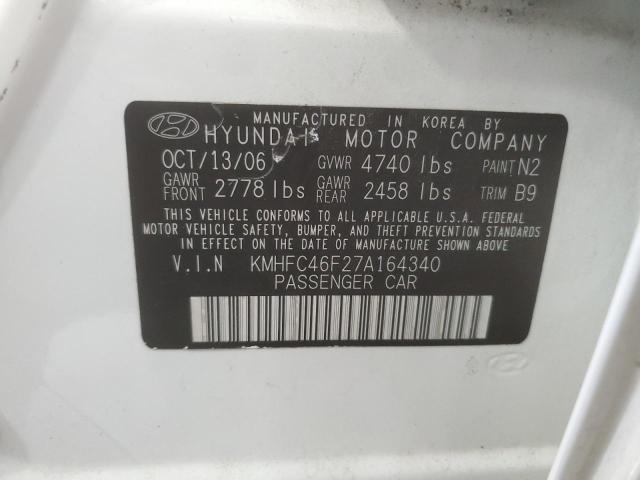 MANUFACTURED IN KOREA BY
HYUNDAI MOTOR COMPANY
OCT/13/06 GVWR 4740 lbs PAINT N2
GAWR FRONT 2778 lbs GAWR REAR 2458 lbs TRIM B9
THIS VEHICLE CONFORMS TO ALL APPLICABLE U.S.A. FEDERAL
MOTOR VEHICLE SAFETY, BUMPER, AND THEFT PREVENTION STANDARDS
IN EFFECT ON THE DATE OF MANUFACTURE SHOWN ABOVE.
V.I.N KMHFC46F27A164340
PASSENGER CAR